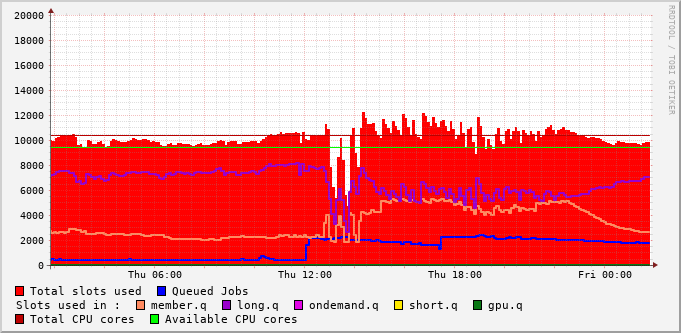 20000
18000
16000
14000
12000
10000
8000
6000
4000
2000
0
Thu 06:00 Thu 12:00 Thu 18:00 Fri 00:00
RRDTOOL / TOBI OETIKER
Total slots used Queued Jobs
Slots used in : member.q long.q ondemand.q short.q gpu.q
Total CPU cores Available CPU cores